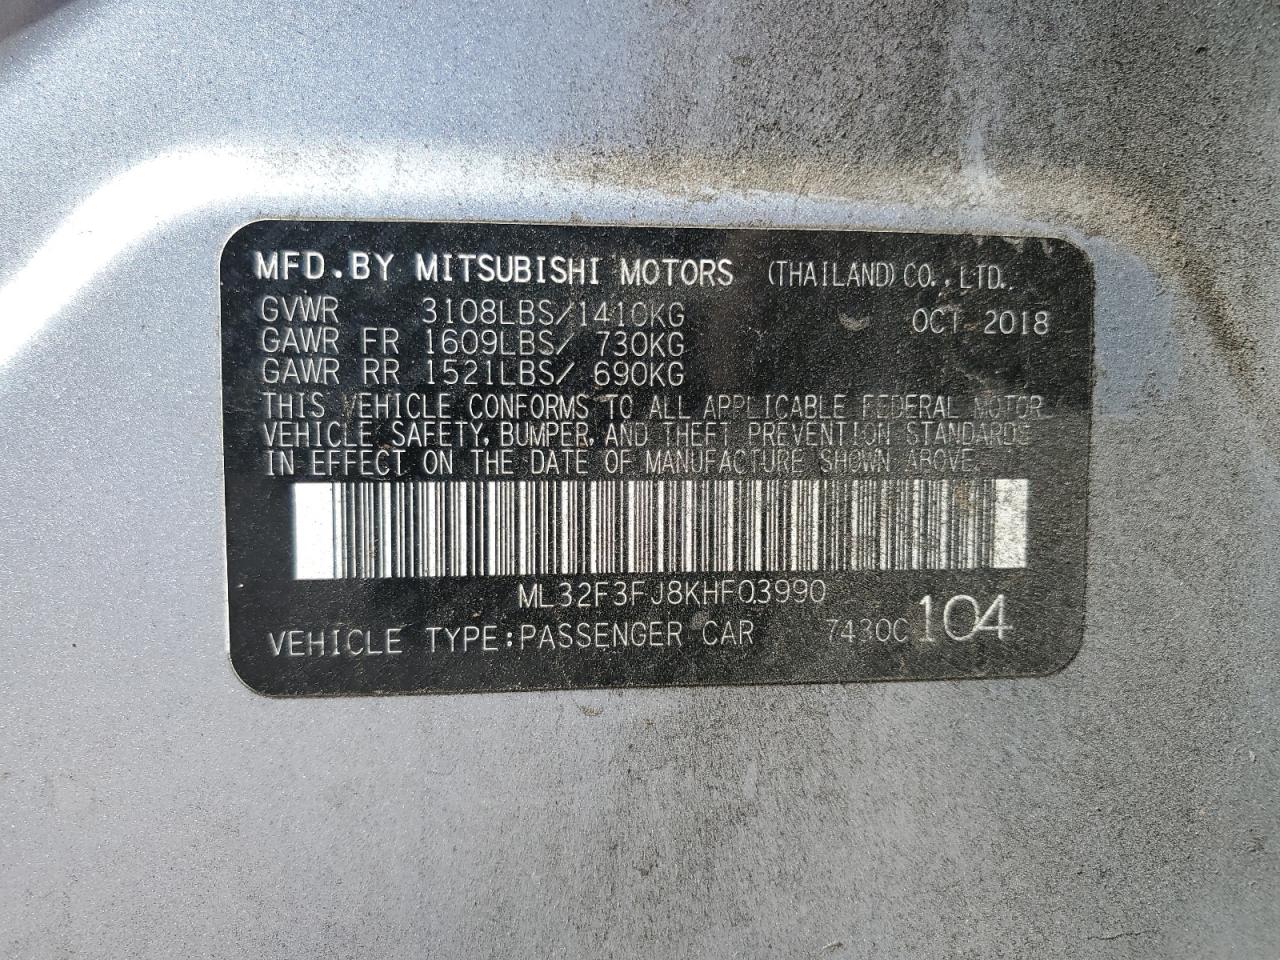 MFD.BY MITSUBISHI MOTORS (THAILAND) CO., LTD.
GVWR 3108LBS/1410KG OCT 2018
GAWR FR 1609LBS/ 730KG
GAWR RR 1521LBS/ 690KG
THIS VEHICLE CONFORMS TO ALL APPLICABLE FEDERAL MOTOR
VEHICLE SAFETY, BUMPER, AND THEFT PREVENTION STANDARDS
IN EFFECT ON THE DATE OF MANUFACTURE SHOWN ABOVE.
ML32F3FJ8KHF03990
VEHICLE TYPE:PASSENGER CAR 7430C 104